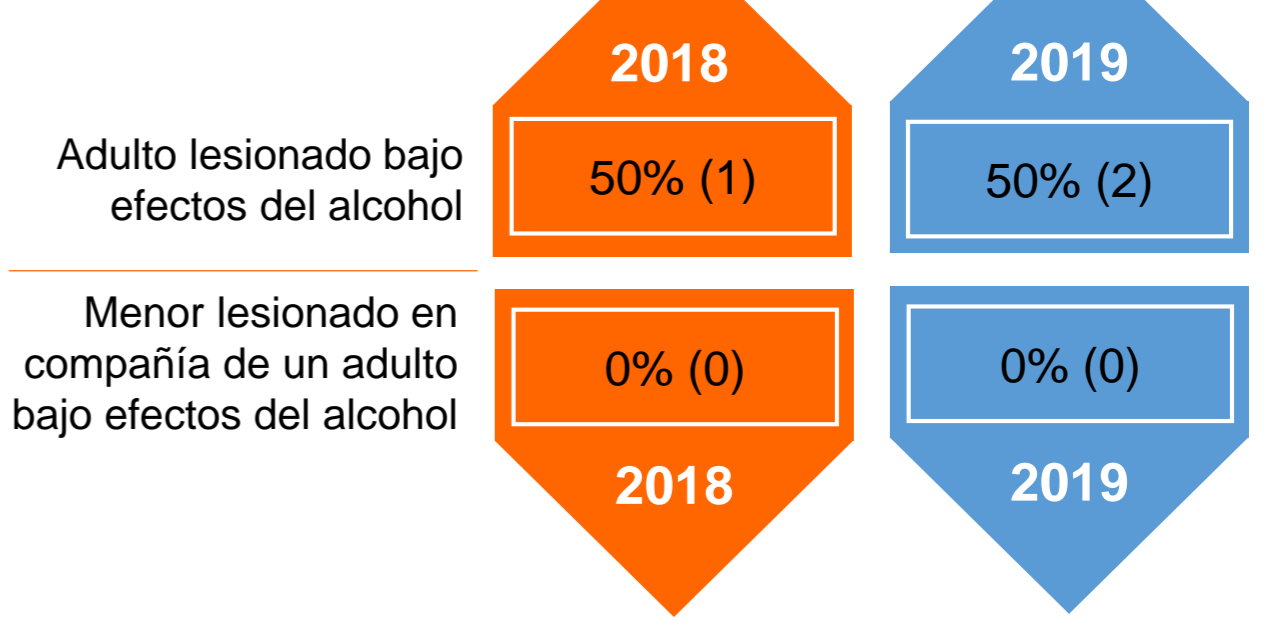 2018
2019
Adulto lesionado bajo
efectos del alcohol
50% (1)
50% (2)
Menor lesionado en
compañía de un adulto
bajo efectos del alcohol
0% (0)
0% (0)
2018
2019